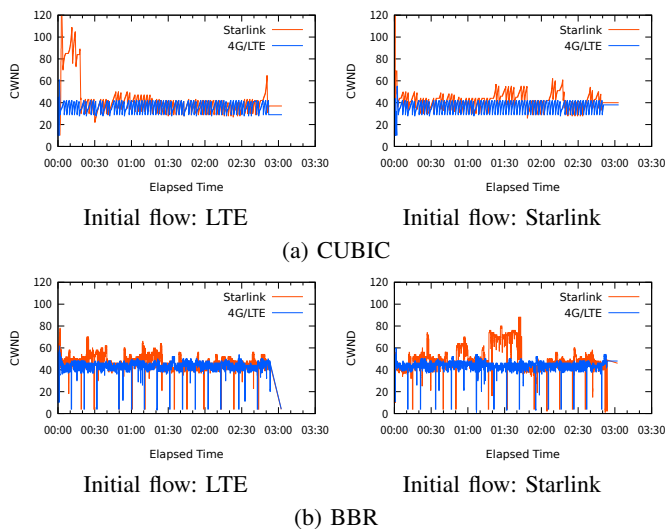 120
100
80
60
40
20
0
CWND
Starlink
4G/LTE
00:00 00:30 01:00 01:30 02:00 02:30 03:00 03:30
Elapsed Time
Initial flow: LTE
120
100
80
60
40
20
0
CWND
Starlink
4G/LTE
00:00 00:30 01:00 01:30 02:00 02:30 03:00 03:30
Elapsed Time
Initial flow: Starlink
(a) CUBIC
120
100
80
60
40
20
0
CWND
Starlink
4G/LTE
00:00 00:30 01:00 01:30 02:00 02:30 03:00 03:30
Elapsed Time
Initial flow: LTE
120
100
80
60
40
20
0
CWND
Starlink
4G/LTE
00:00 00:30 01:00 01:30 02:00 02:30 03:00 03:30
Elapsed Time
Initial flow: Starlink
(b) BBR